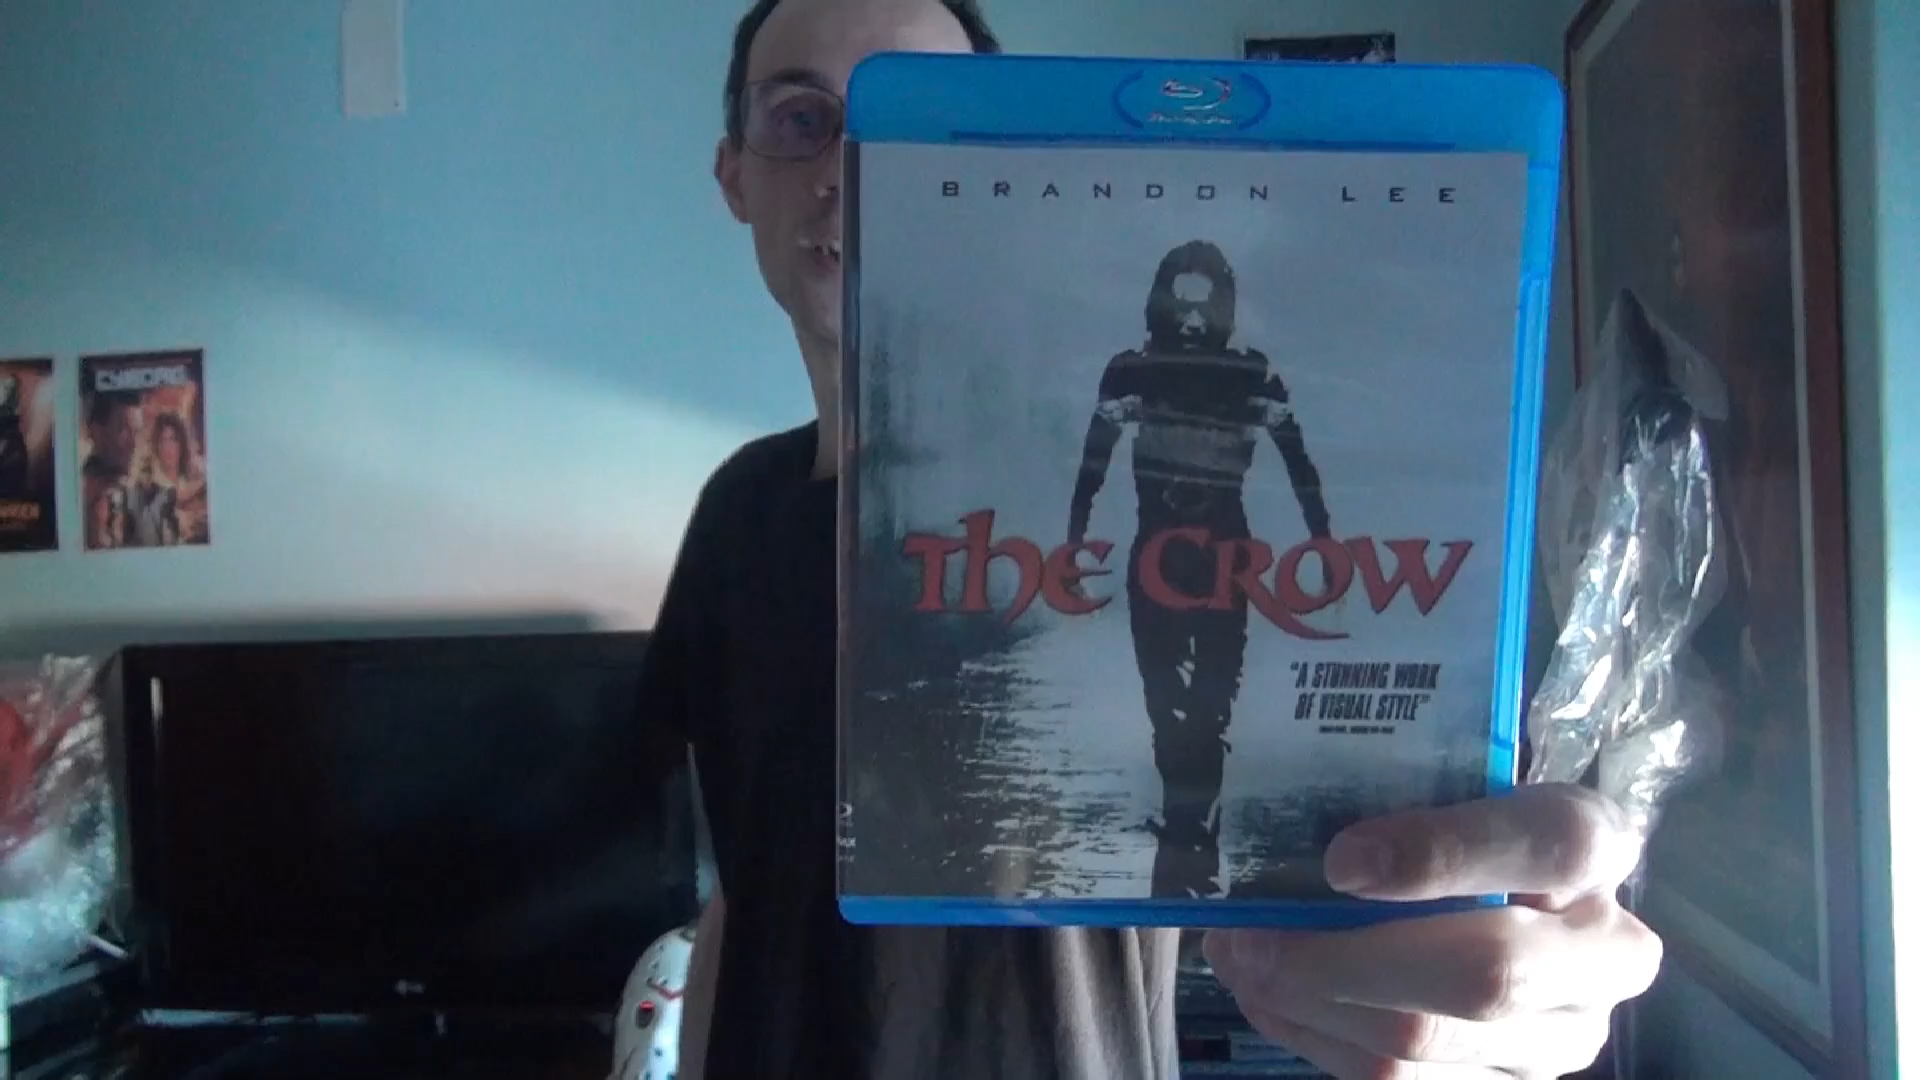 CYBORG
BRANDON LEE
THE CROW
"A STUNNING WORK
OF VISUAL STYLE"